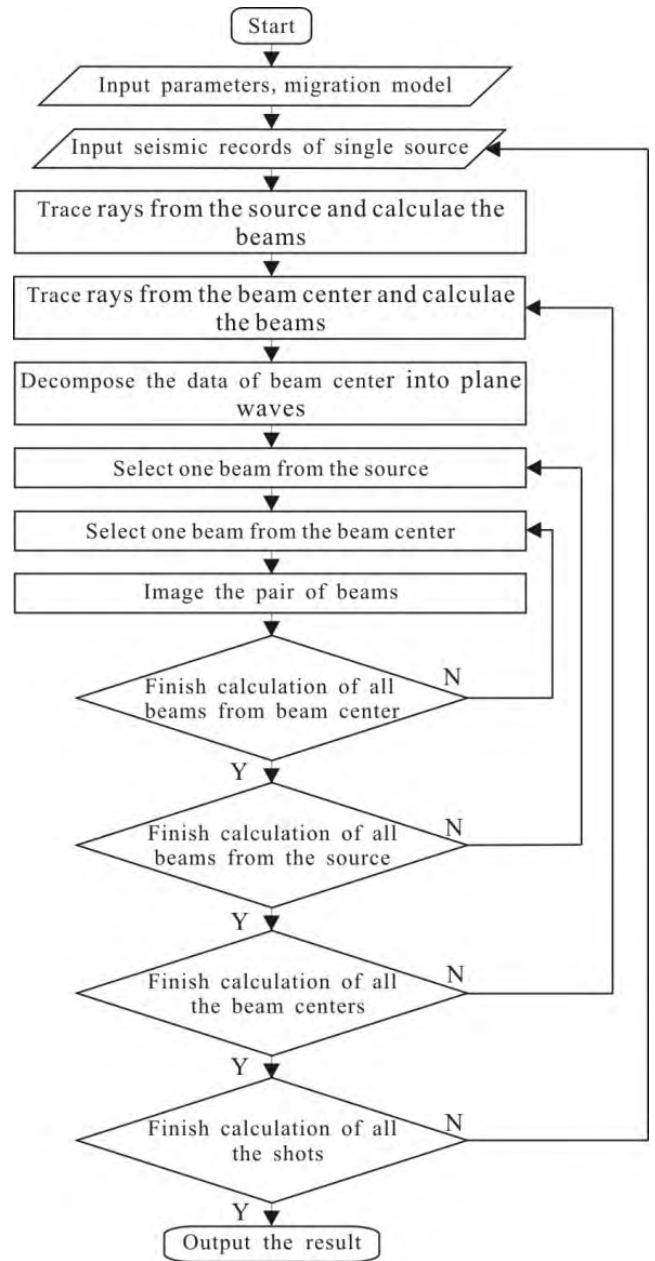 Start
Input parameters, migration model
Input seismic records of single source
Trace rays from the source and calculae the
beams
Trace rays from the beam center and calculae
the beams
Decompose the data of beam center into plane
waves
Select one beam from the source
Select one beam from the beam center
Image the pair of beams
Finish calculation of all
beams from beam center
N
Y
Finish calculation of all
beams from the source
N
Y
Finish calculation of all
the beam centers
N
Y
Finish calculation of all
the shots
N
Y
Output the result